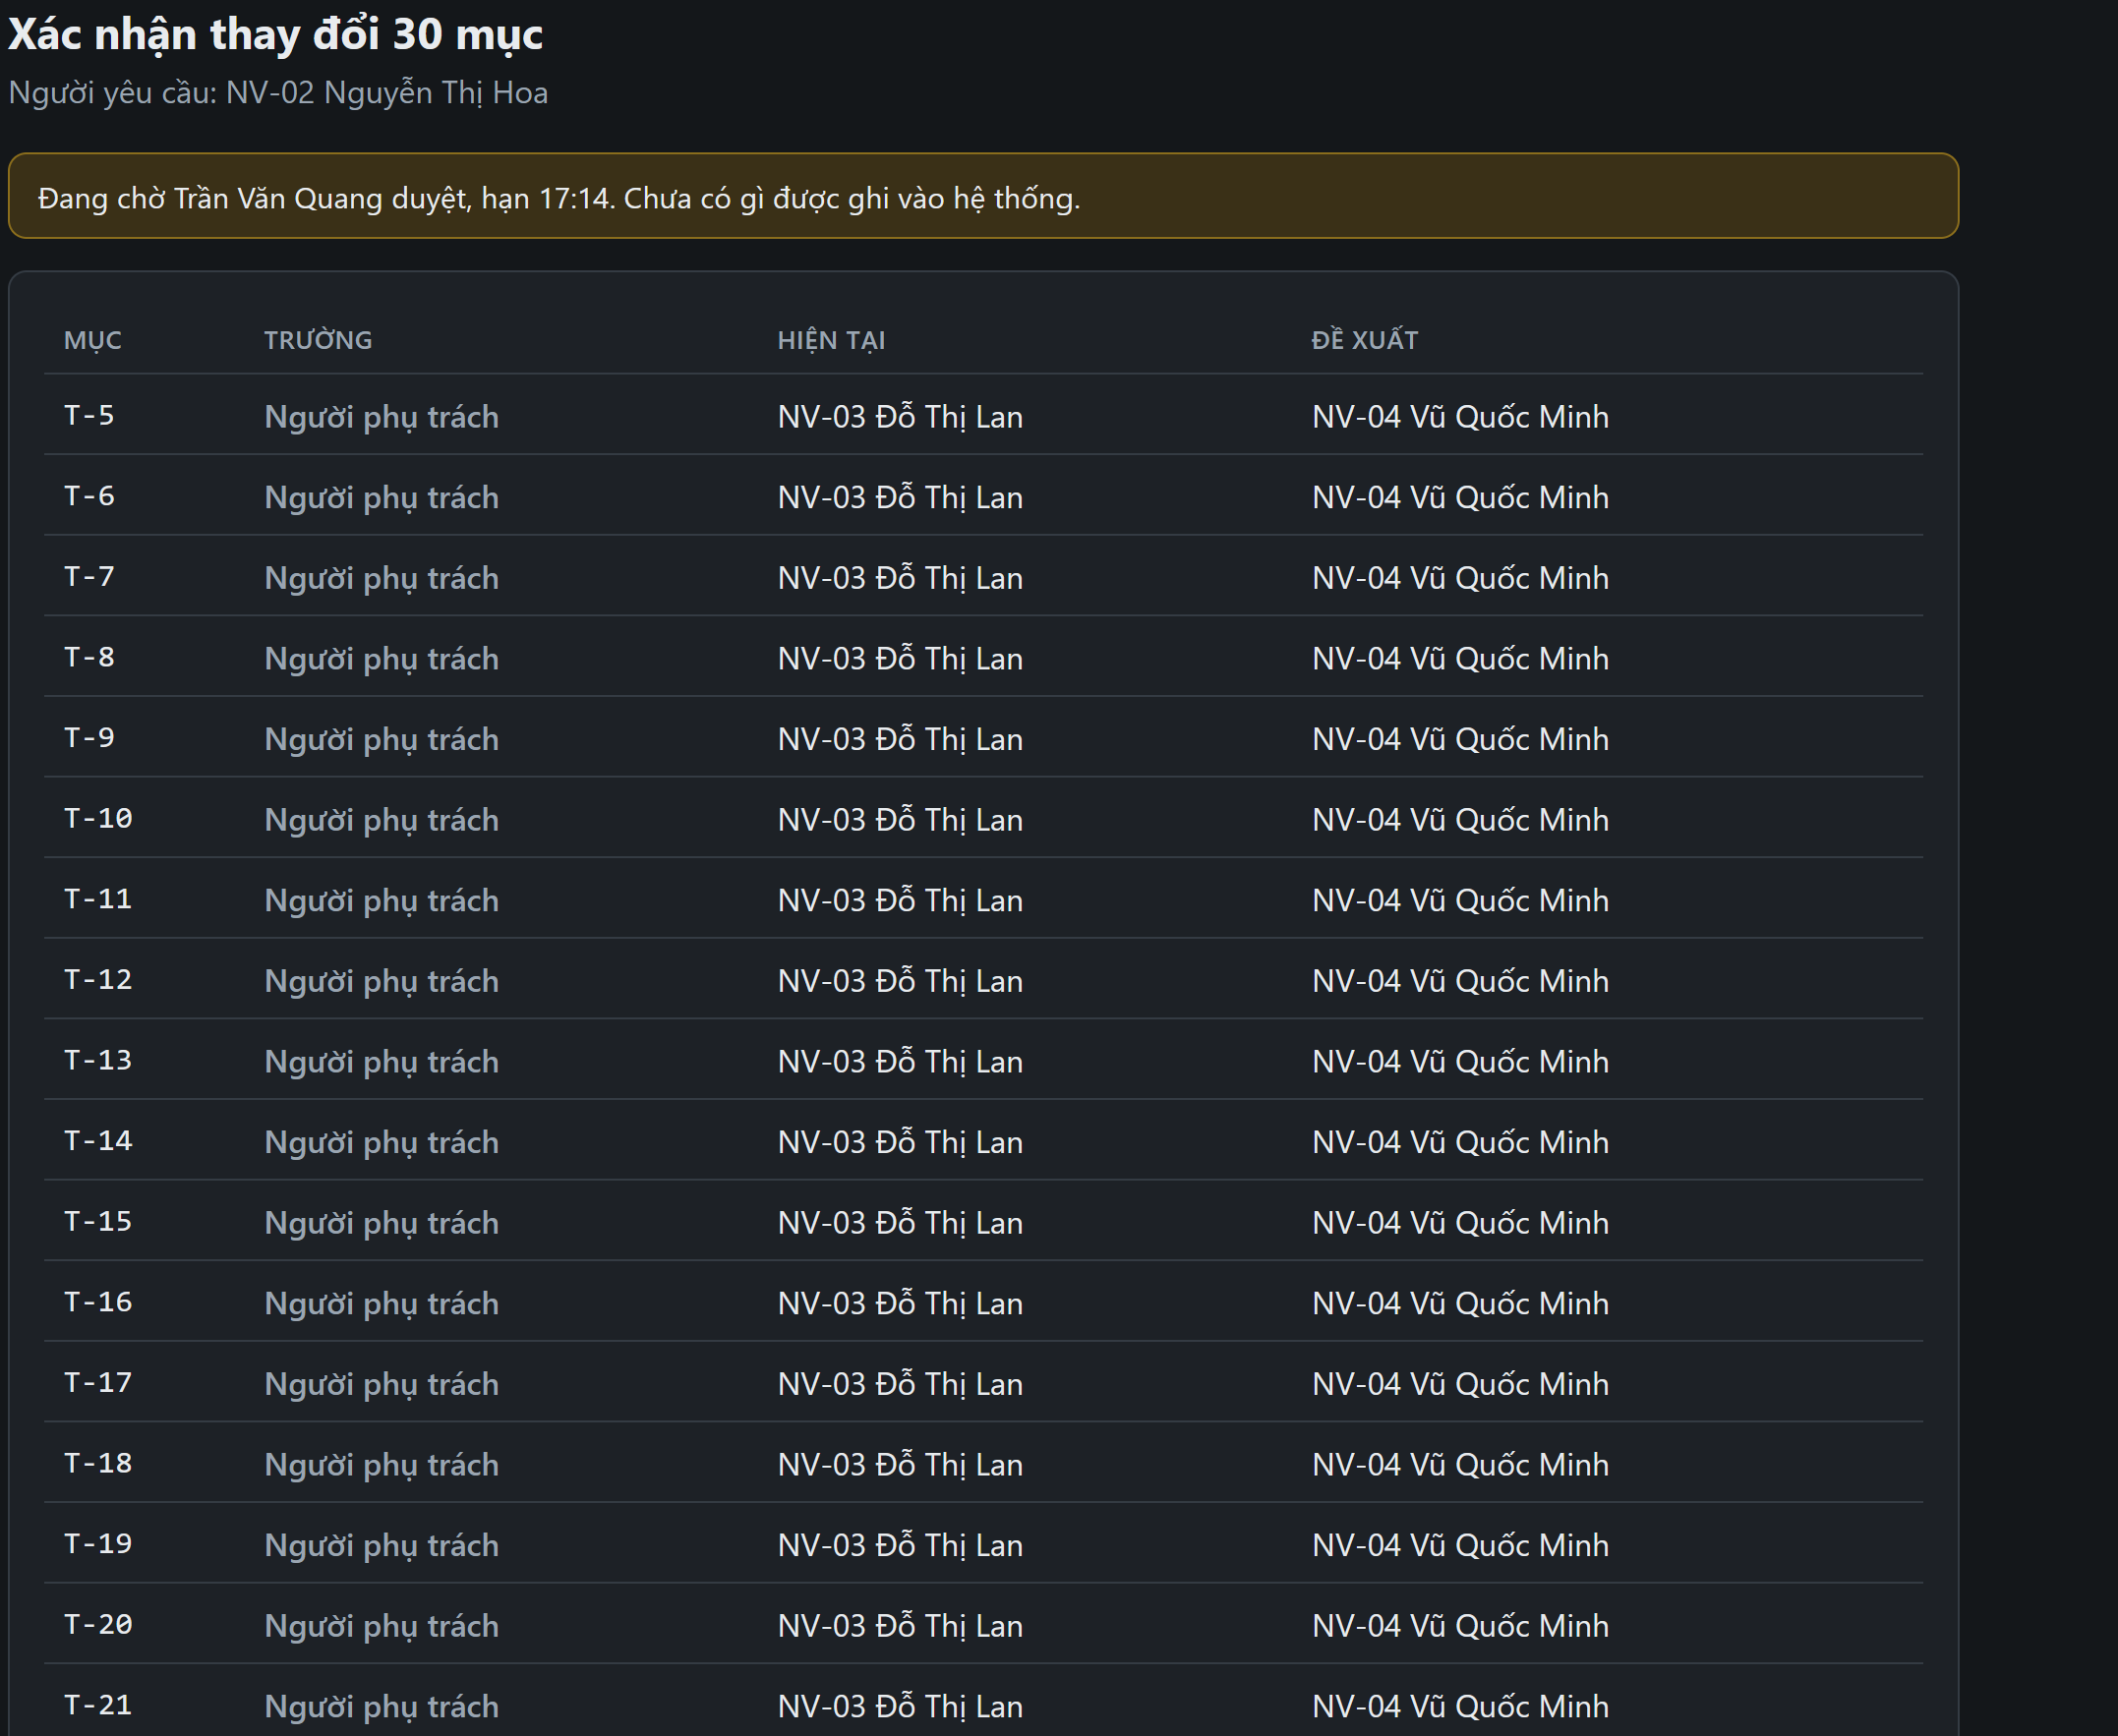 Xác nhận thay đổi 30 mục
Người yêu cầu: NV-02 Nguyễn Thị Hoa
Đang chờ Trần Văn Quang duyệt, hạn 17:14. Chưa có gì được ghi vào hệ thống.
MỤC TRƯỜNG HIỆN TẠI ĐỀ XUẤT
T-5 Người phụ trách NV-03 Đỗ Thị Lan NV-04 Vũ Quốc Minh
T-6 Người phụ trách NV-03 Đỗ Thị Lan NV-04 Vũ Quốc Minh
T-7 Người phụ trách NV-03 Đỗ Thị Lan NV-04 Vũ Quốc Minh
T-8 Người phụ trách NV-03 Đỗ Thị Lan NV-04 Vũ Quốc Minh
T-9 Người phụ trách NV-03 Đỗ Thị Lan NV-04 Vũ Quốc Minh
T-10 Người phụ trách NV-03 Đỗ Thị Lan NV-04 Vũ Quốc Minh
T-11 Người phụ trách NV-03 Đỗ Thị Lan NV-04 Vũ Quốc Minh
T-12 Người phụ trách NV-03 Đỗ Thị Lan NV-04 Vũ Quốc Minh
T-13 Người phụ trách NV-03 Đỗ Thị Lan NV-04 Vũ Quốc Minh
T-14 Người phụ trách NV-03 Đỗ Thị Lan NV-04 Vũ Quốc Minh
T-15 Người phụ trách NV-03 Đỗ Thị Lan NV-04 Vũ Quốc Minh
T-16 Người phụ trách NV-03 Đỗ Thị Lan NV-04 Vũ Quốc Minh
T-17 Người phụ trách NV-03 Đỗ Thị Lan NV-04 Vũ Quốc Minh
T-18 Người phụ trách NV-03 Đỗ Thị Lan NV-04 Vũ Quốc Minh
T-19 Người phụ trách NV-03 Đỗ Thị Lan NV-04 Vũ Quốc Minh
T-20 Người phụ trách NV-03 Đỗ Thị Lan NV-04 Vũ Quốc Minh
T-21 Người phụ trách NV-03 Đỗ Thị Lan NV-04 Vũ Quốc Minh